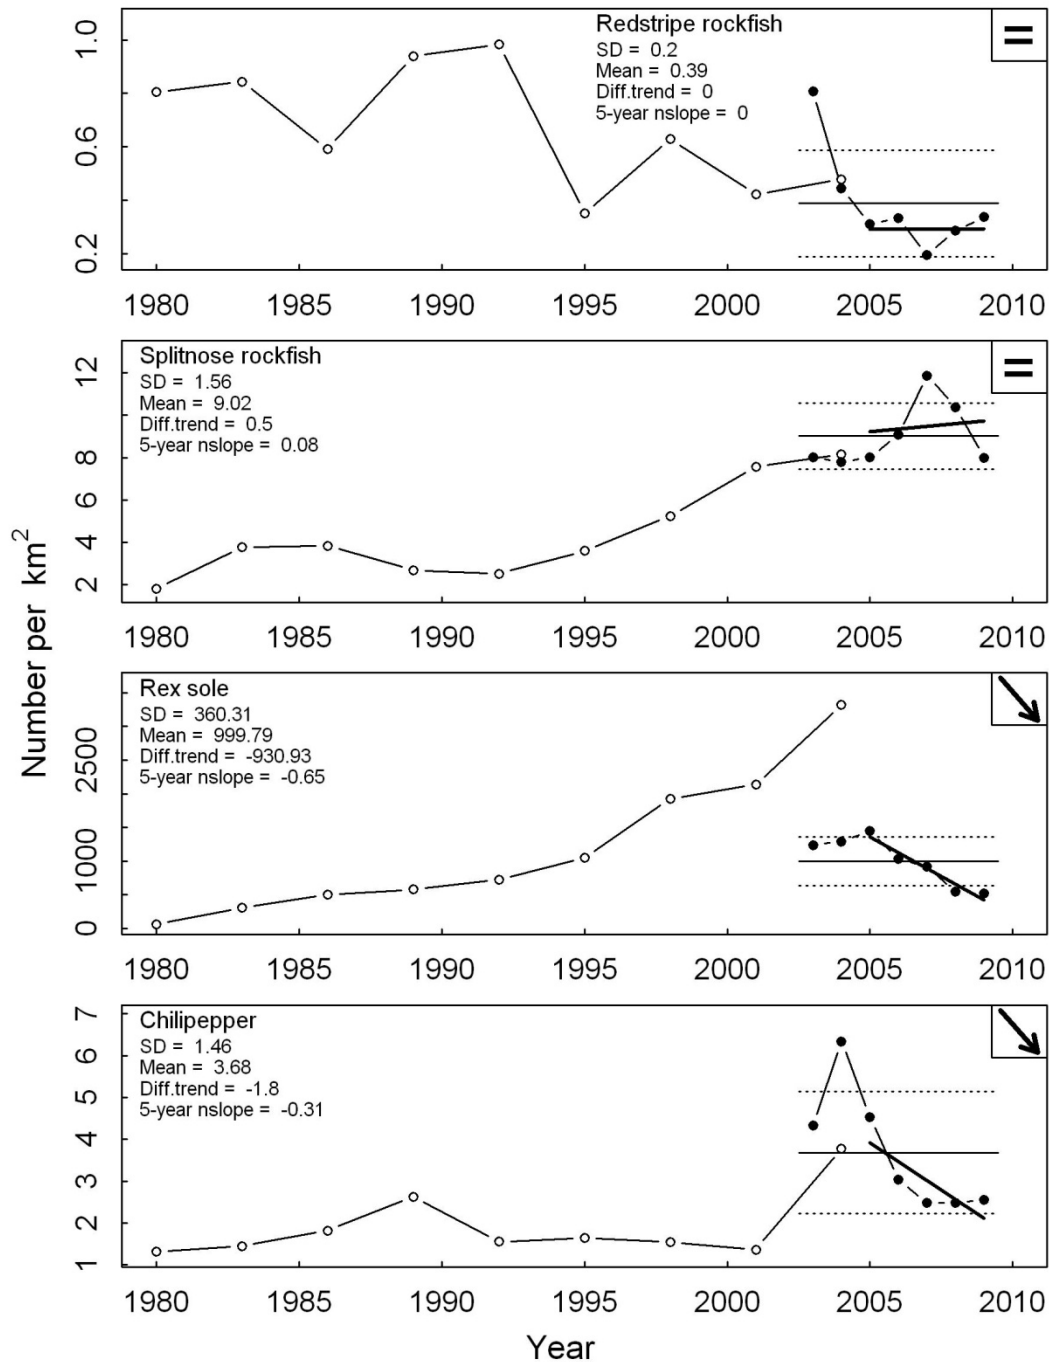 Redstripe rockfish
SD = 0.2
Mean = 0.39
Diff.trend = 0
5-year nslope = 0
=
1.0
0.6
0.2
1980 1985 1990 1995 2000 2005 2010
Splitnose rockfish
SD = 1.56
Mean = 9.02
Diff.trend = 0.5
5-year nslope = 0.08
=
12
8
6
4
2
1980 1985 1990 1995 2000 2005 2010
Number per km²
Rex sole
SD = 360.31
Mean = 999.79
Diff.trend = -930.93
5-year nslope = -0.65
2500
1000
0
1980 1985 1990 1995 2000 2005 2010
Chilipepper
SD = 1.46
Mean = 3.68
Diff.trend = -1.8
5-year nslope = -0.31
7
6
5
4
3
2
1
1980 1985 1990 1995 2000 2005 2010
Year